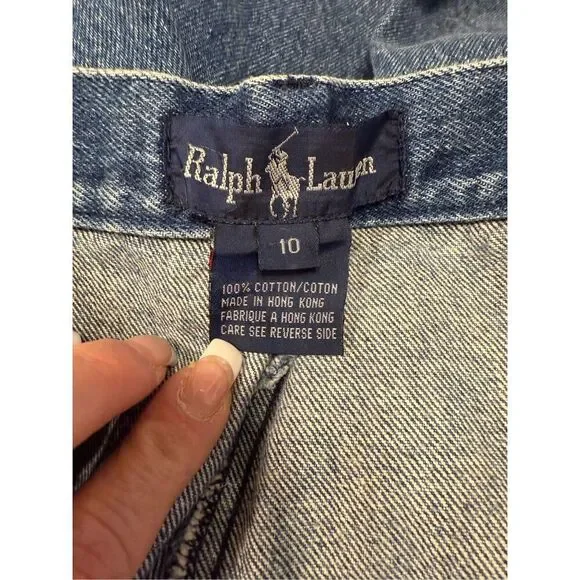 Ralph Lauren
10
100% COTTON/COTON
MADE IN HONG KONG
FABRIQUE A HONG KONG
CARE SEE REVERSE SIDE